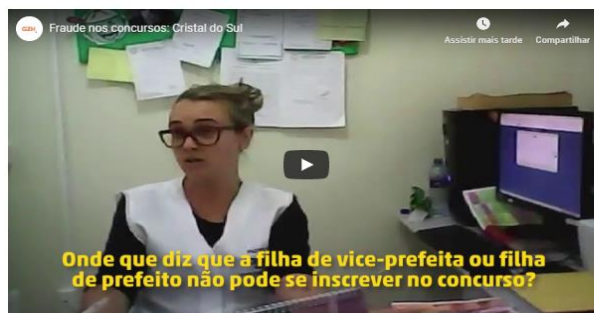 GZH
Fraude nos concursos: Cristal do Sul
Assistir mais tarde
Compartilhar
Onde que diz que a filha de vice-prefeita ou filha
de prefeito não pode se inscrever no concurso?